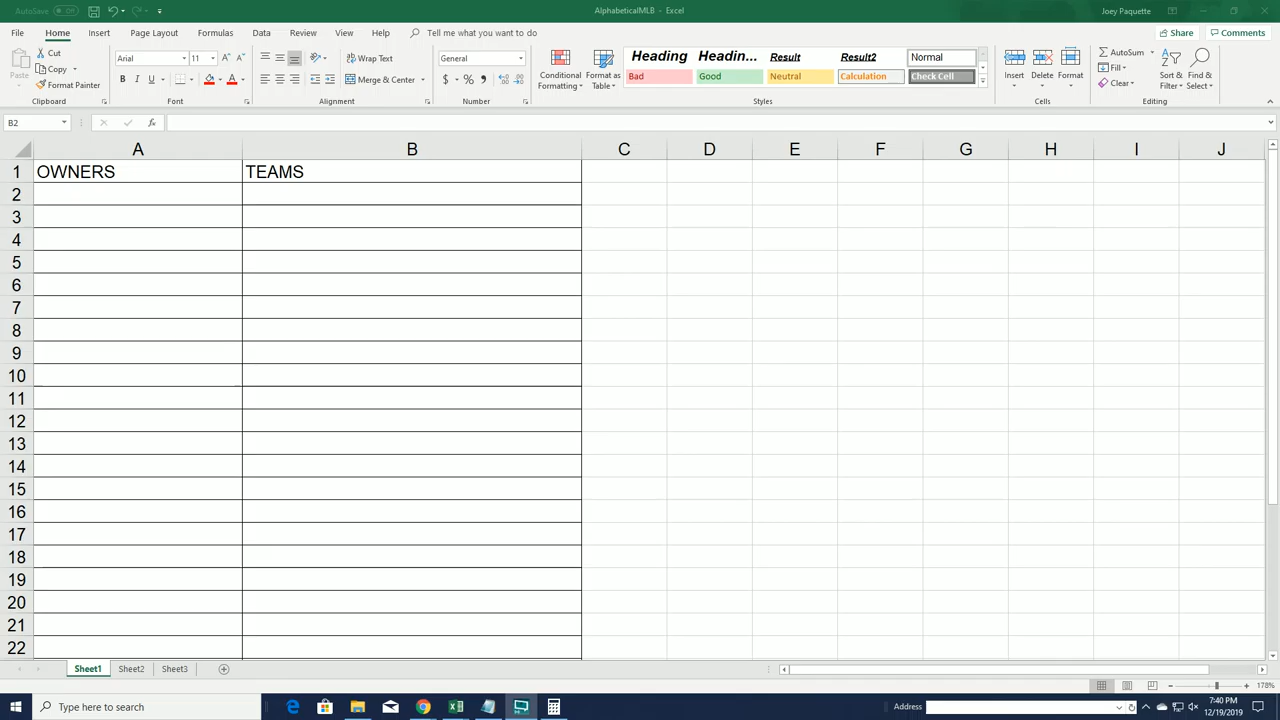 AutoSave Off AlphabeticalMLB - Excel Joey Paquette
File Home Insert Page Layout Formulas Data Review View Help Tell me what you want to do Share Comments
Paste Cut Copy Format Painter Clipboard
Arial 11 A A B I U A Font
ab Wrap Text Merge & Center Alignment
General $ % 9 Number
Conditional Formatting Format as Table
Heading Headin... Result Result2 Normal
Bad Good Neutral Calculation Check Cell
Styles
Insert Delete Format Cells
AutoSum Fill Clear Sort & Filter Find & Select Editing
B2 fx
A B C D E F G H I J
1 OWNERS TEAMS
2
3
4
5
6
7
8
9
10
11
12
13
14
15
16
17
18
19
20
21
22
Sheet1 Sheet2 Sheet3
178%
Type here to search Address 7:40 PM
12/19/2019